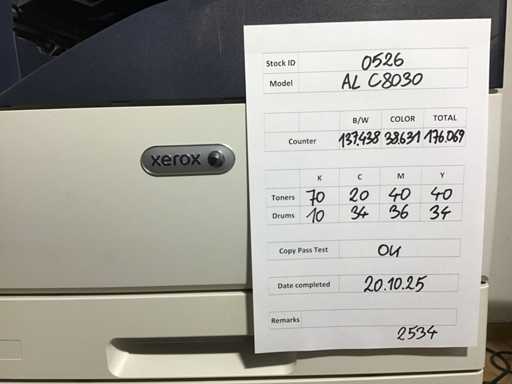 xerox
Stock ID 0526
Model AL C8030
B/W COLOR TOTAL
Counter 137.438 38.631 176.069
K C M Y
Toners 70 20 40 40
Drums 10 34 36 34
Copy Pass Test OK
Date completed 20.10.25
Remarks
2534